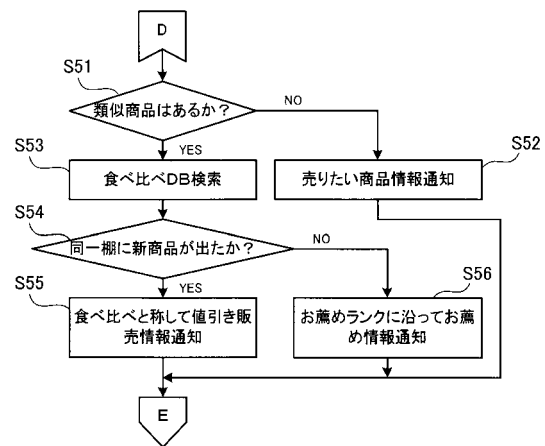 D
S51
類似商品はあるか？
NO
YES
S53
S52
食べ比べDB検索
売りたい商品情報通知
S54
同一棚に新商品が出たか？
NO
YES
S55
S56
食べ比べと称して値引き販
売情報通知
お薦めランクに沿ってお薦
め情報通知
E